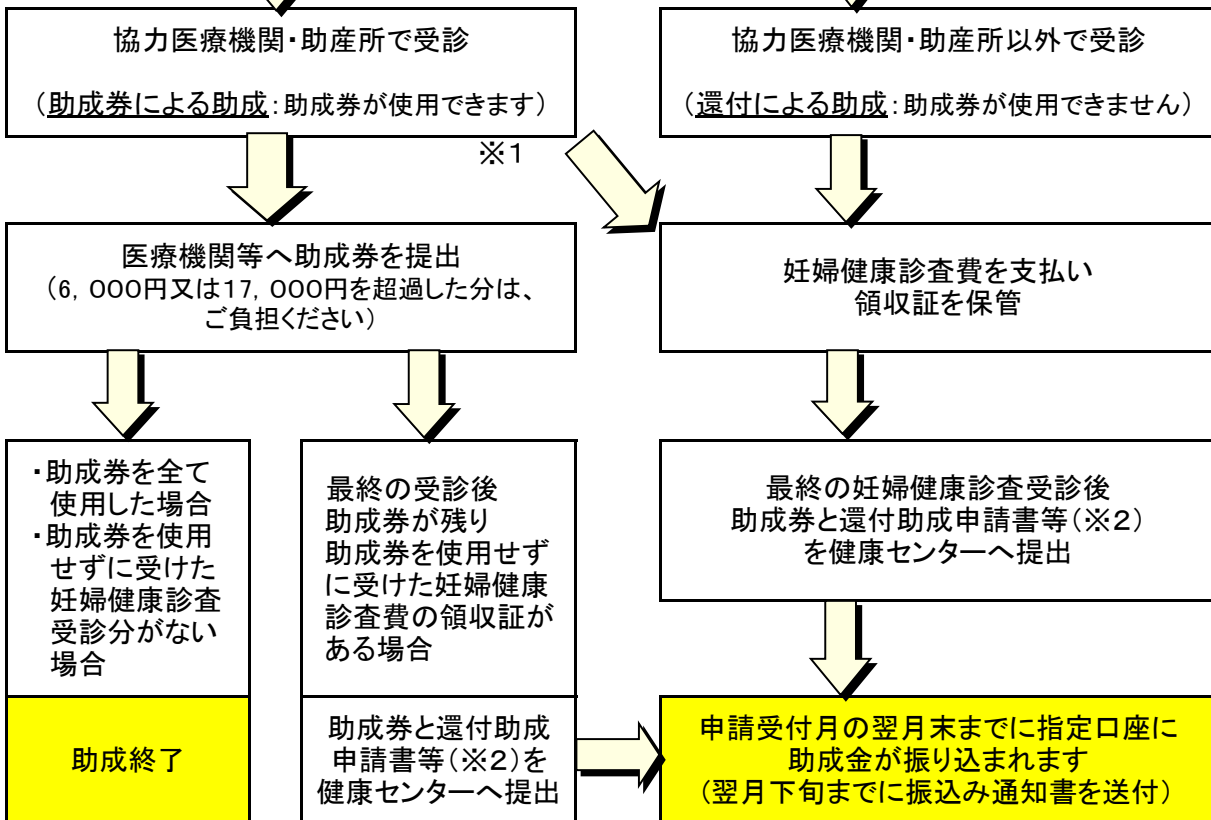 協力医療機関・助産所で受診
(助成券による助成:助成券が使用できます)
協力医療機関・助産所以外で受診
(還付による助成:助成券が使用できません)
※1
医療機関等へ助成券を提出
(6,000円又は17,000円を超過した分は、
ご負担ください)
妊婦健康診査費を支払い
領収証を保管
・助成券を全て
使用した場合
・助成券を使用
せずに受けた
妊婦健康診査
受診分がない
場合
最終の受診後
助成券が残り
助成券を使用せず
に受けた妊婦健康
診査費の領収証が
ある場合
最終の妊婦健康診査受診後
助成券と還付助成申請書等(※2)
を健康センターへ提出
助成終了
助成券と還付助成
申請書等(※2)を
健康センターへ提出
申請受付月の翌月末までに指定口座に
助成金が振り込まれます
(翌月下旬までに振込み通知書を送付)